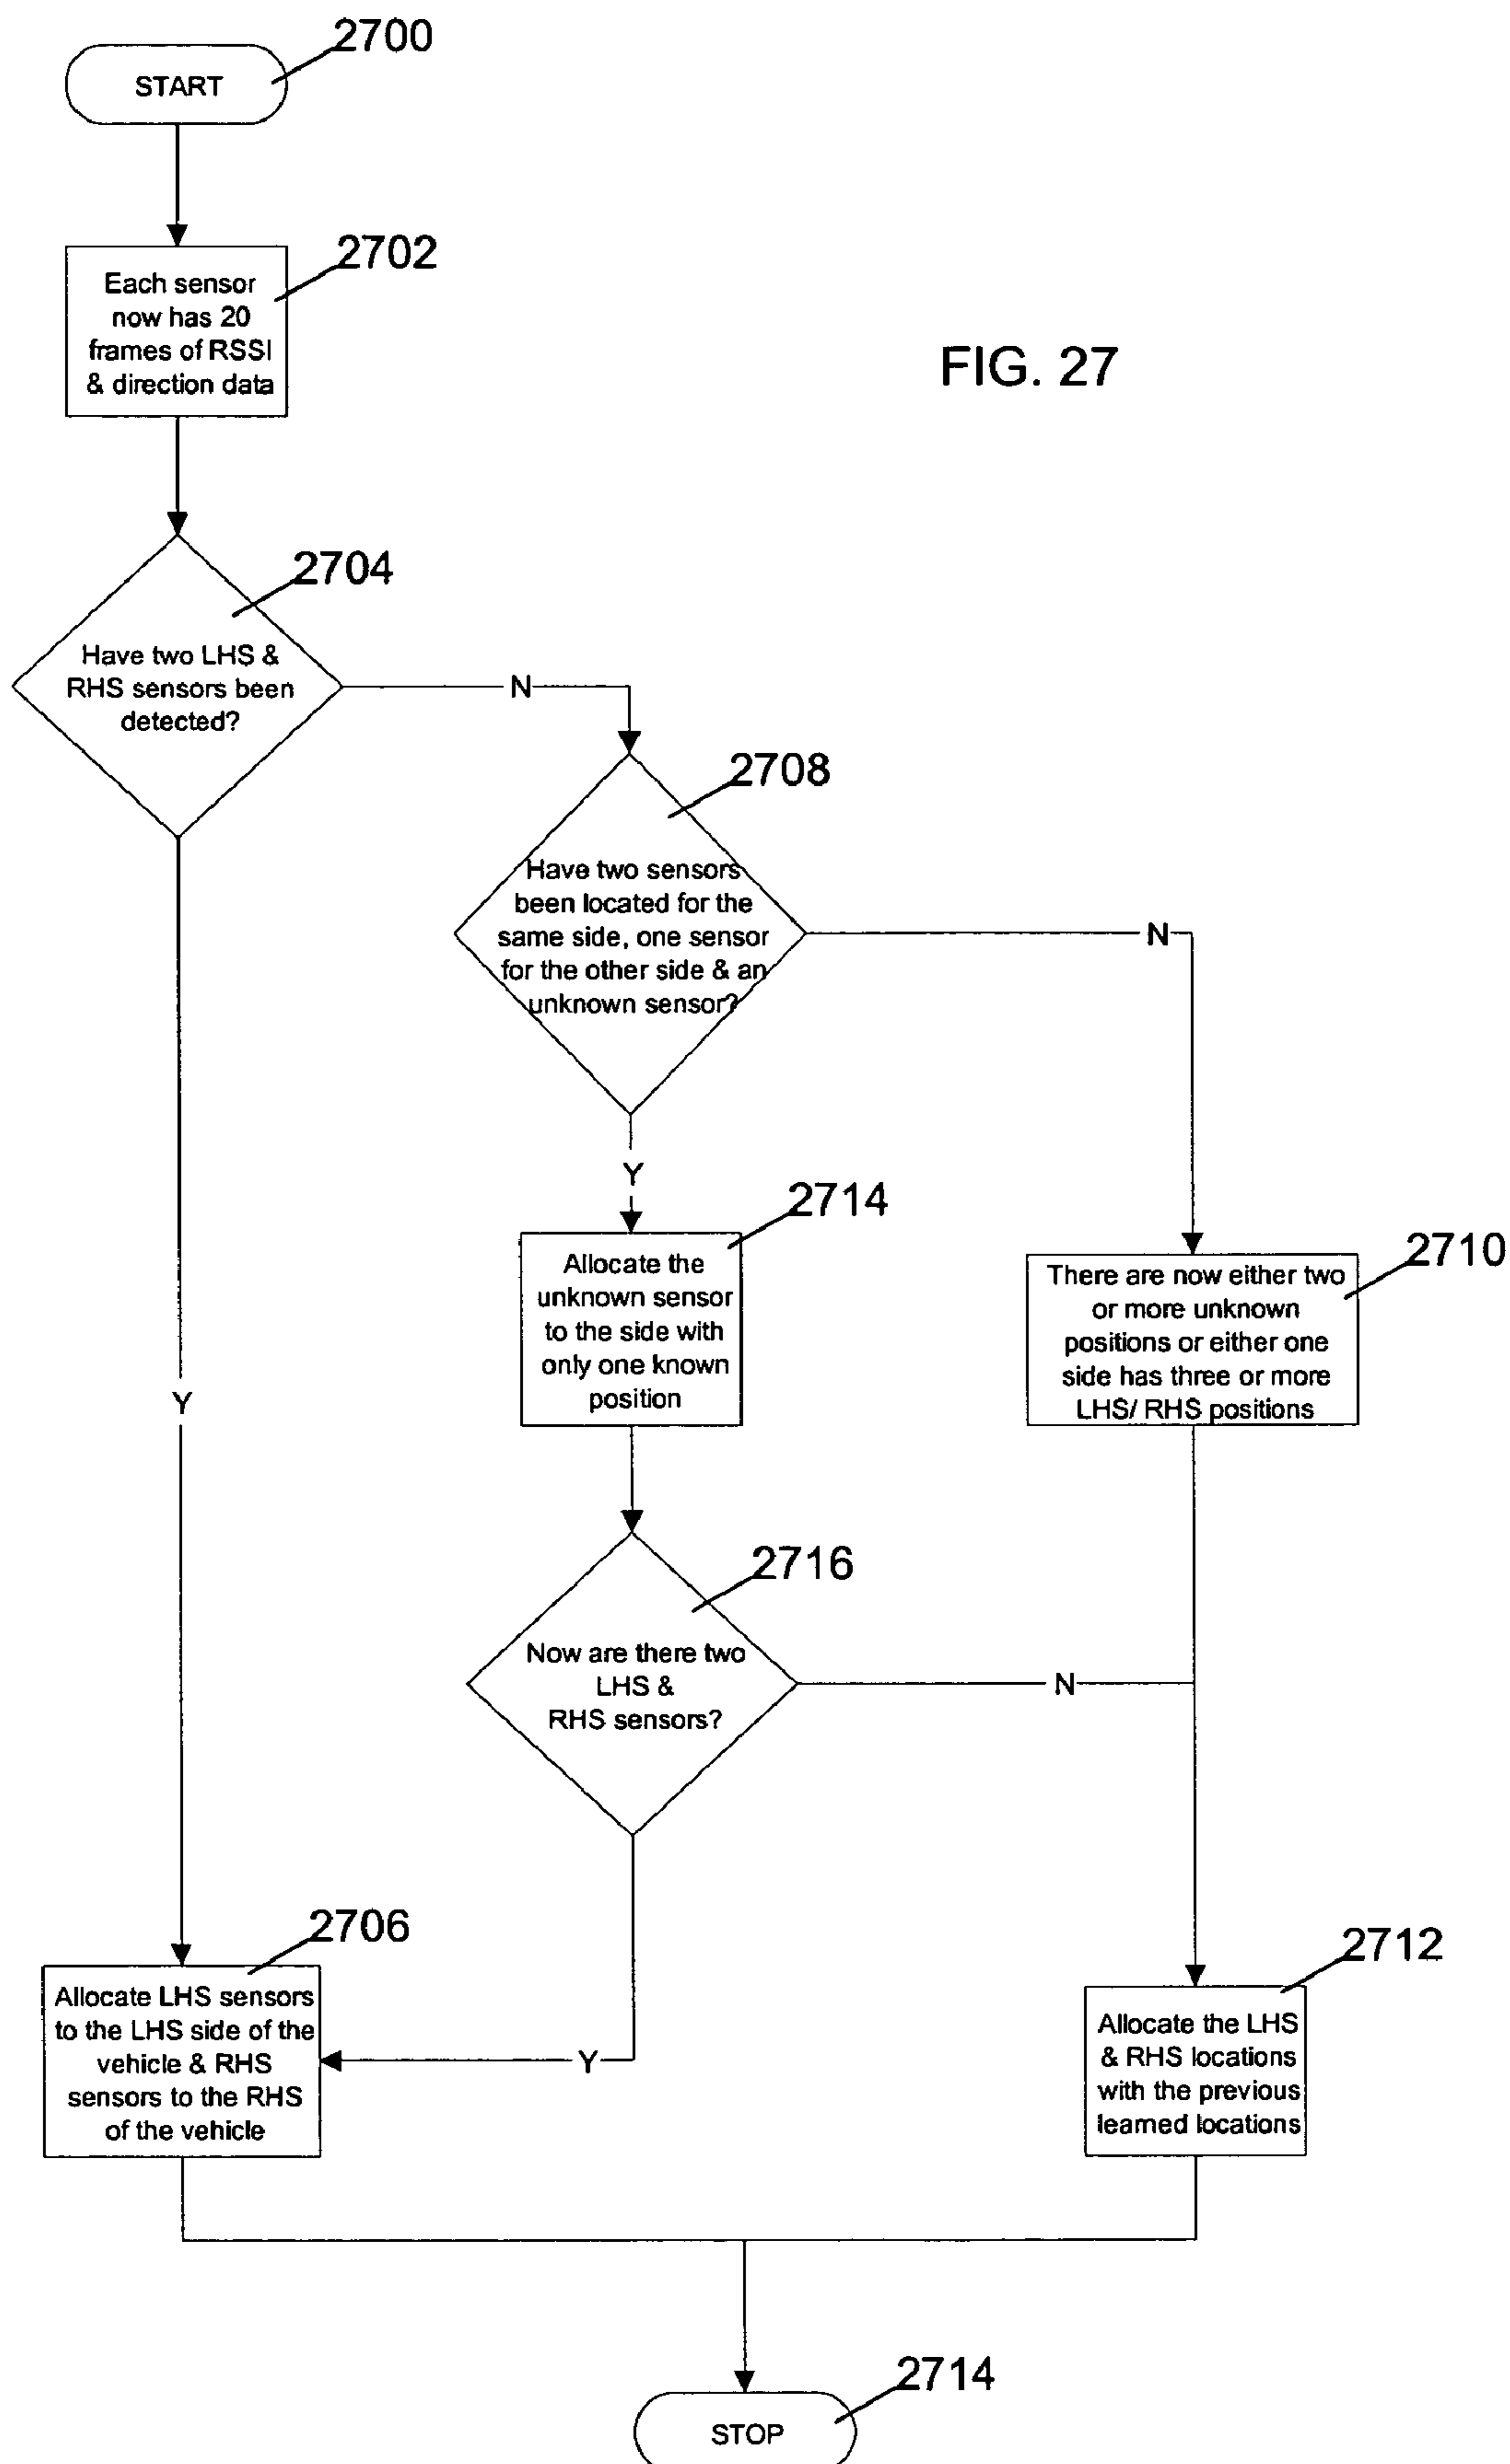 2700
START
2702
Each sensor
now has 20
frames of RSSI
& direction data
FIG. 27
2704
Have two LHS &
RHS sensors been
detected?
N
2708
Have two sensors
been located for the
same side, one sensor
for the other side & an
unknown sensor?
N
Y
2714
Allocate the
unknown sensor
to the side with
only one known
position
2710
There are now either two
or more unknown
positions or either one
side has three or more
LHS/ RHS positions
Y
2716
Now are there two
LHS &
RHS sensors?
N
2706
Allocate LHS sensors
to the LHS side of the
vehicle & RHS
sensors to the RHS
of the vehicle
Y
2712
Allocate the LHS
& RHS locations
with the previous
learned locations
2714
STOP